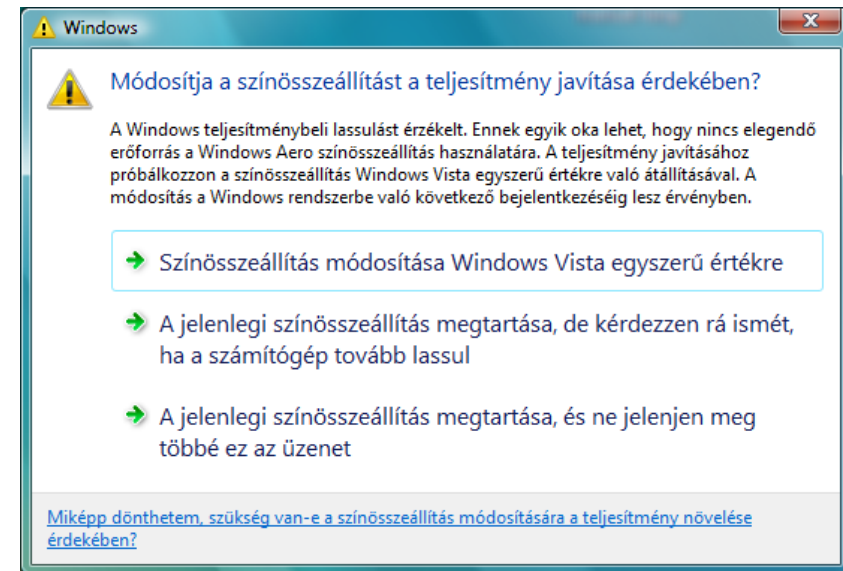 Windows
Módosítja a színösszeállítást a teljesítmény javítása érdekében?
A Windows teljesítménybeli lassulást érzékelt. Ennek egyik oka lehet, hogy nincs elegendő
erőforrás a Windows Aero színösszeállítás használatára. A teljesítmény javításához
próbálkozzon a színösszeállítás Windows Vista egyszerű értékre való átállításával. A
módosítás a Windows rendszerbe való következő bejelentkezéséig lesz érvényben.
Színösszeállítás módosítása Windows Vista egyszerű értékre
A jelenlegi színösszeállítás megtartása, de kérdezzen rá ismét,
ha a számítógép tovább lassul
A jelenlegi színösszeállítás megtartása, és ne jelenjen meg
többé ez az üzenet
Miképp dönthetem, szükség van-e a színösszeállítás módosítására a teljesítmény növelése
érdekében?